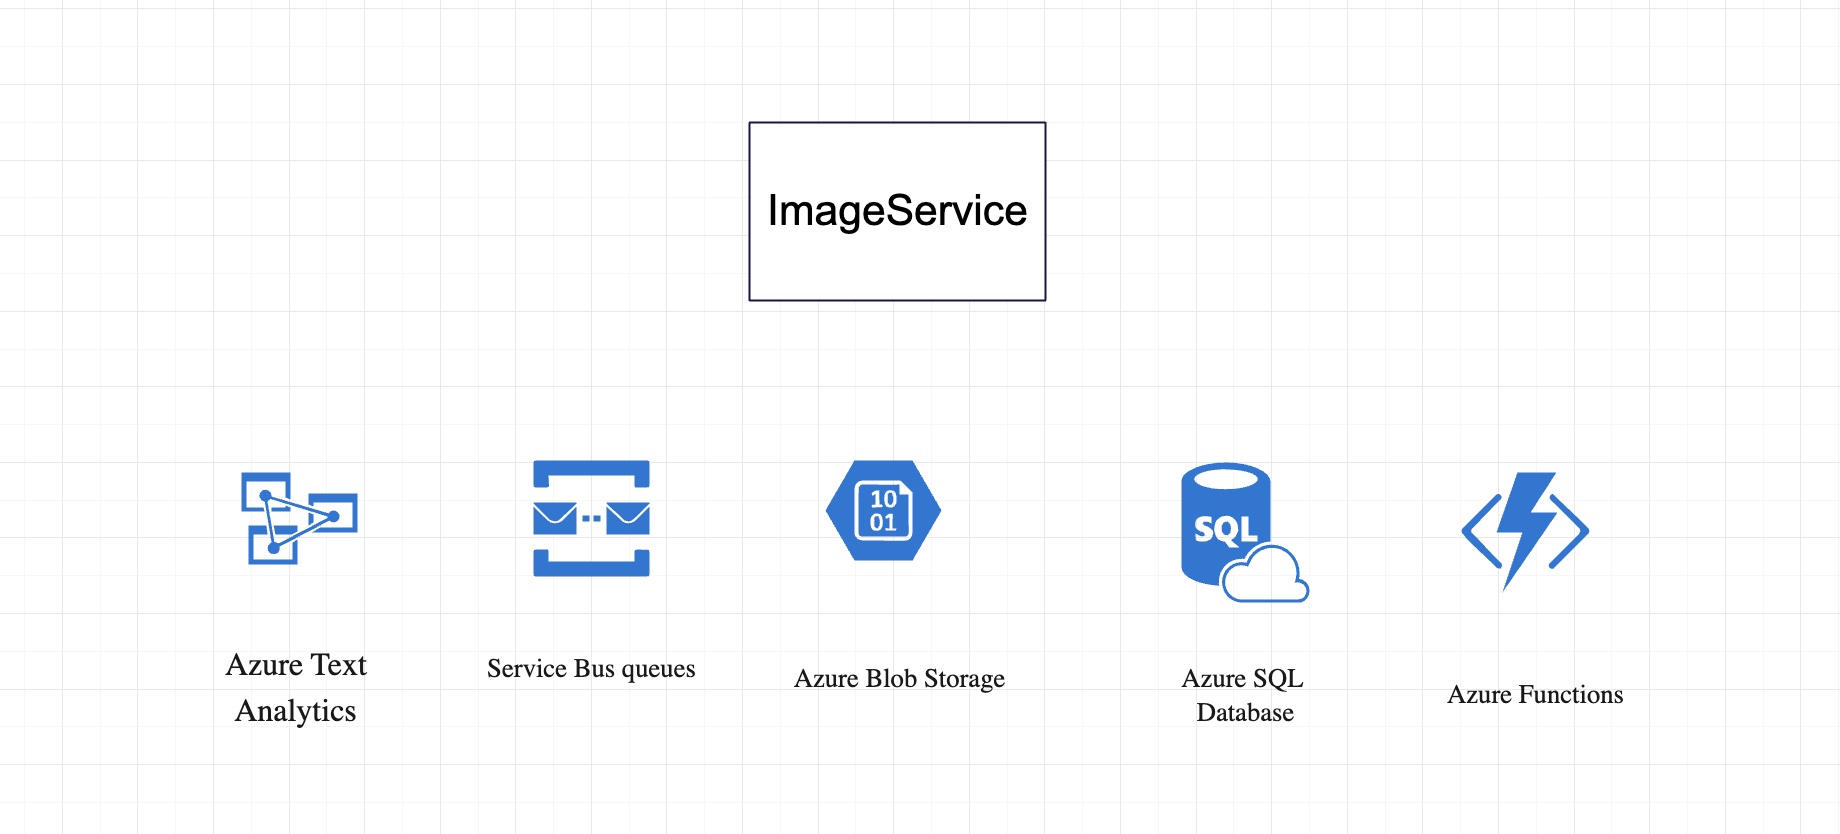 ImageService
10
01
SQL
Azure Text
Analytics
Service Bus queues
Azure Blob Storage
Azure SQL
Database
Azure Functions